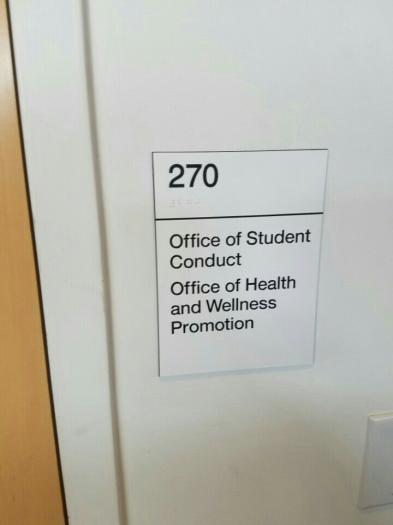 270
Office of Student
Conduct
Office of Health
and Wellness
Promotion